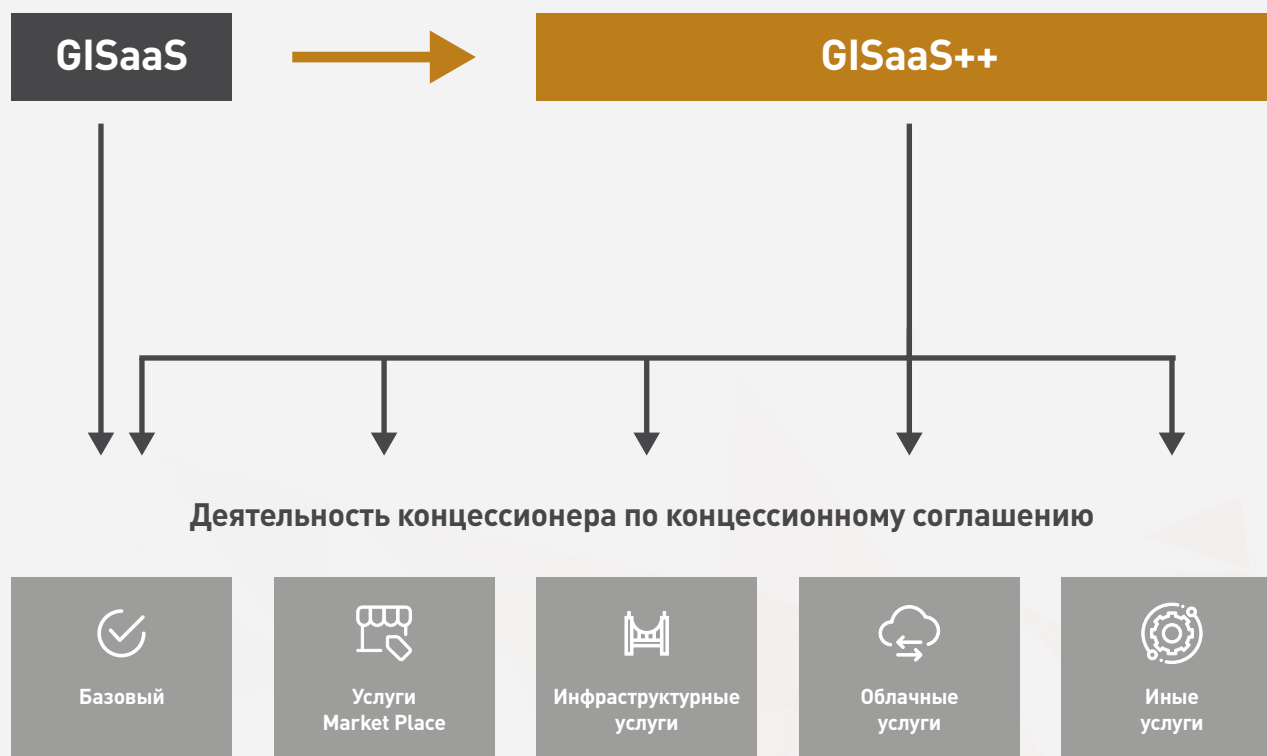 GISaaS
GISaaS++
Деятельность концессионера по концессионному соглашению
Базовый
Услуги
Market Place
Инфраструктурные
услуги
Облачные
услуги
Иные
услуги